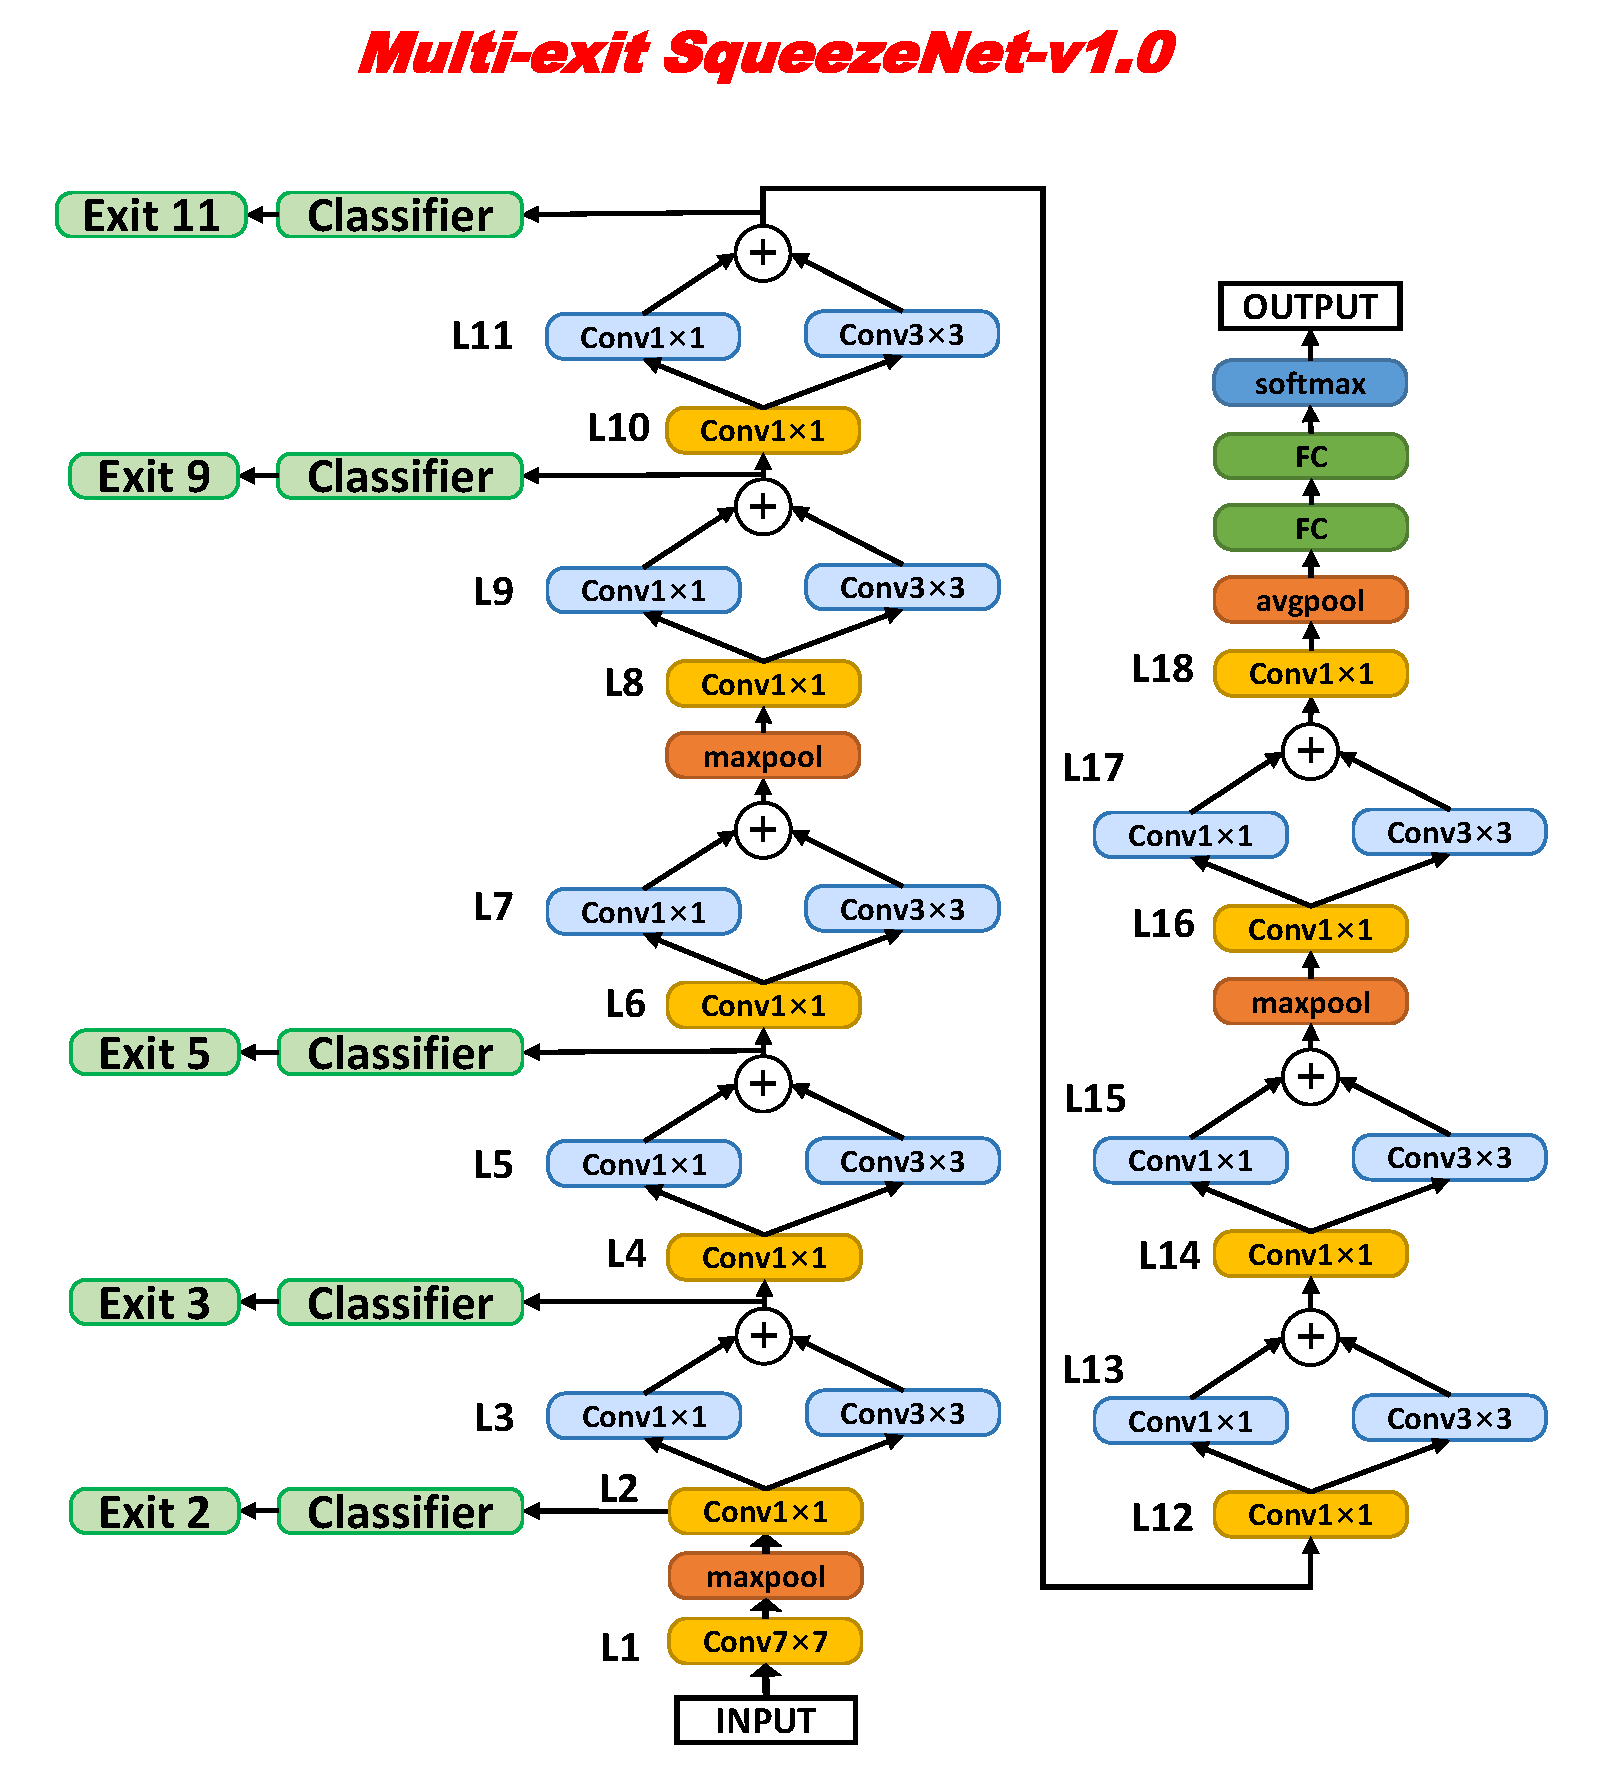 Multi-exit SqueezeNet-v1.0
Exit 11 Classifier
L11 Conv1×1 Conv3×3
L10 Conv1×1
Exit 9 Classifier
L9 Conv1×1 Conv3×3
L8 Conv1×1
maxpool
L7 Conv1×1 Conv3×3
L6 Conv1×1
Exit 5 Classifier
L5 Conv1×1 Conv3×3
L4 Conv1×1
Exit 3 Classifier
L3 Conv1×1 Conv3×3
L2
Exit 2 Classifier Conv1×1
maxpool
L1 Conv7×7
INPUT
OUTPUT
softmax
FC
FC
avgpool
L18 Conv1×1
L17
Conv1×1 Conv3×3
L16 Conv1×1
maxpool
L15
Conv1×1 Conv3×3
L14 Conv1×1
L13
Conv1×1 Conv3×3
L12 Conv1×1